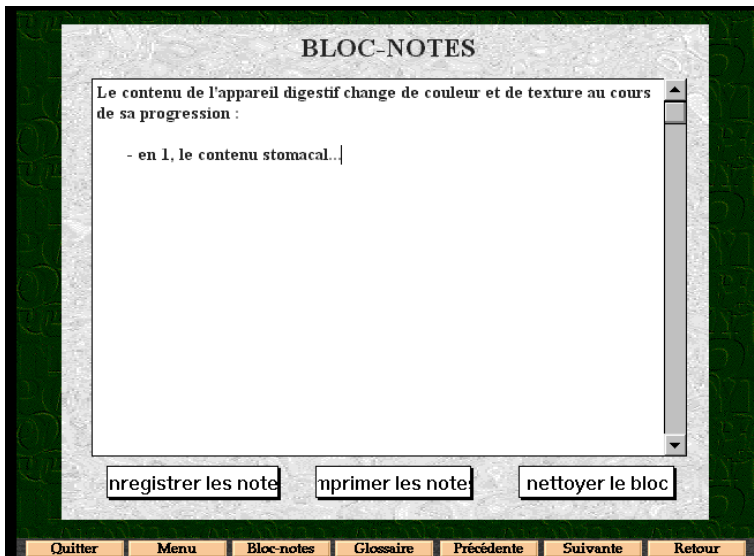 BLOC-NOTES
Le contenu de l'appareil digestif change de couleur et de texture au cours
de sa progression :
- en 1, le contenu stomacal...
nregistrer les note
mprimer les notes
nettoyer le bloc
Quitter Menu Bloc-notes Glossaire Précédente Suivante Retour